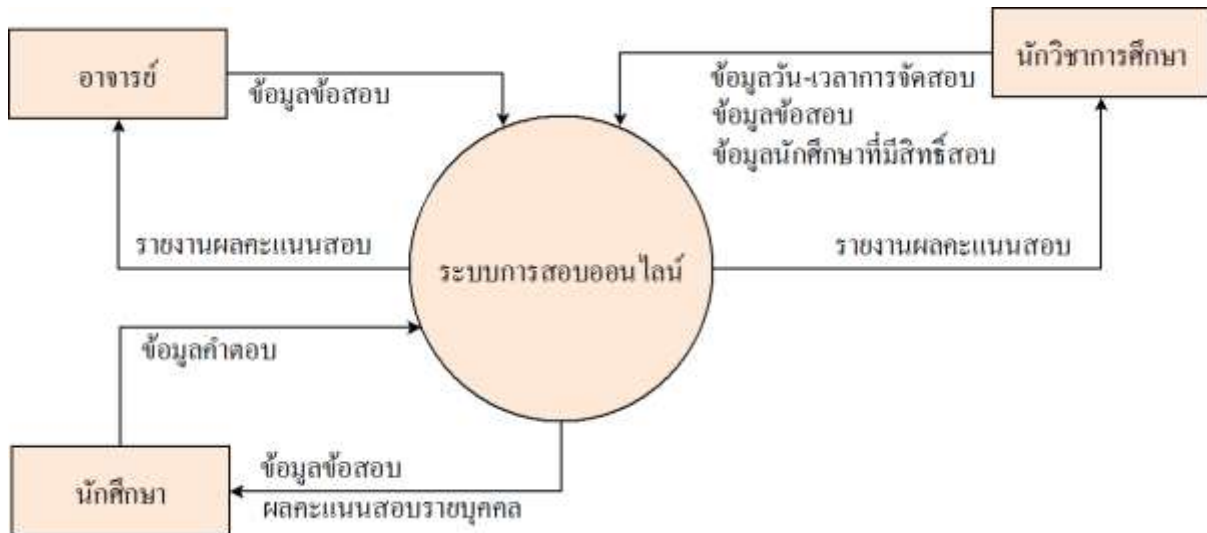 อาจารย์
นักวิชาการศึกษา
ข้อมูลข้อสอบ
ข้อมูลวัน-เวลาการจัดสอบ
ข้อมูลข้อสอบ
ข้อมูลนักศึกษาที่มีสิทธิ์สอบ
รายงานผลคะแนนสอบ
ระบบการสอบออนไลน์
รายงานผลคะแนนสอบ
ข้อมูลคำตอบ
นักศึกษา
ข้อมูลข้อสอบ
ผลคะแนนสอบรายบุคคล